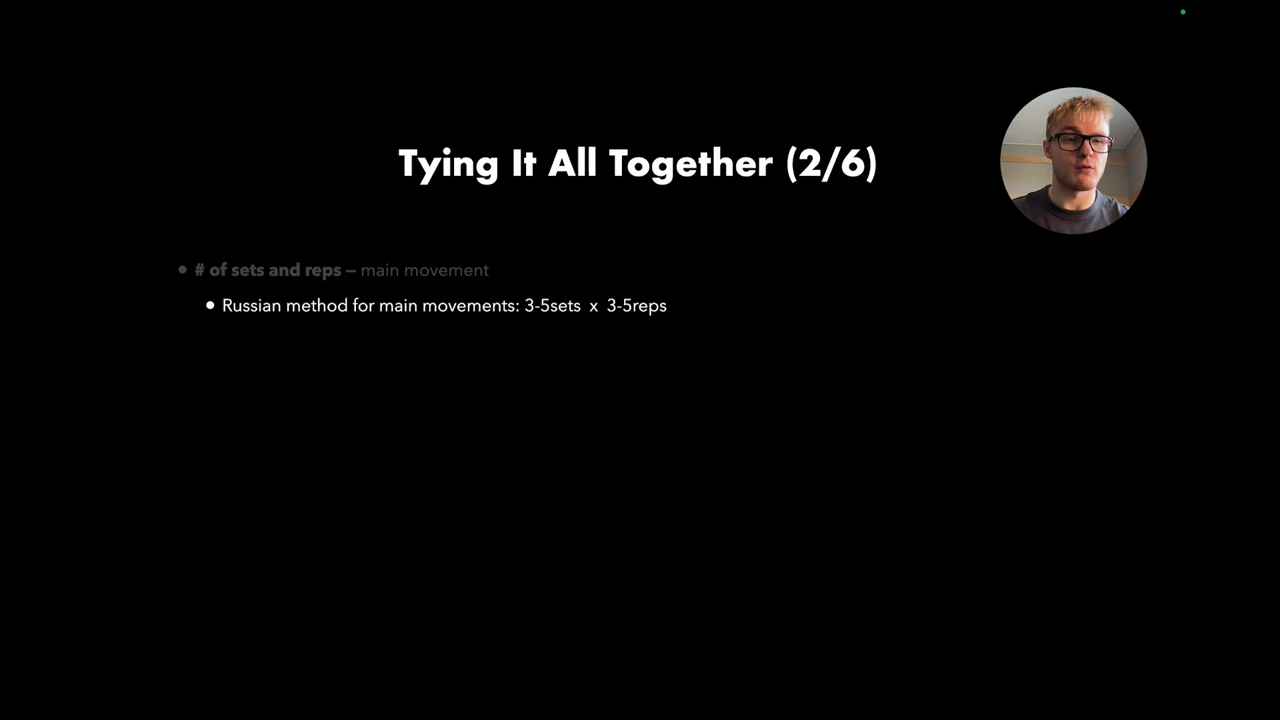 Tying It All Together (2/6)
• # of sets and reps – main movement
• Russian method for main movements: 3-5sets x 3-5reps